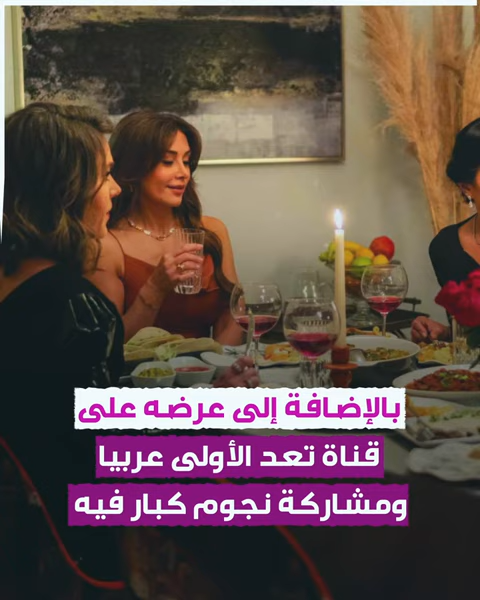 بالإضافة إلى عرضه على
قناة تعد الأولى عربيا
ومشاركة نجوم كبار فيه